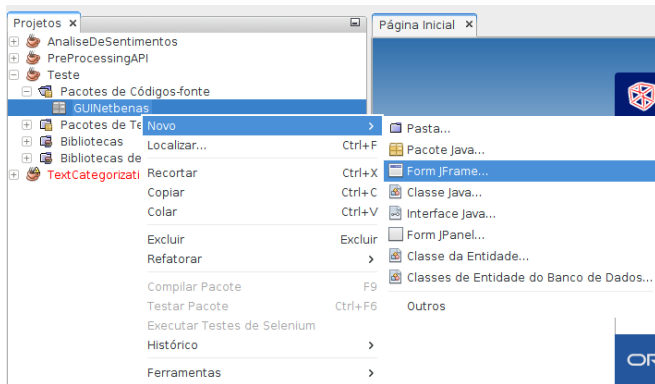 Projetos
Página Inicial
AnaliseDeSentimentos
PreProcessingAPI
Teste
Pacotes de Códigos-fonte
GUINetbenas
Pacotes de Te
Bibliotecas
Bibliotecas de
TextCategorizati
Novo
Localizar... Ctrl+F
Recortar Ctrl+X
Copiar Ctrl+C
Colar Ctrl+V
Excluir Excluir
Refatorar
Compilar Pacote F9
Testar Pacote Ctrl+F6
Executar Testes de Selenium
Histórico
Ferramentas
Pasta...
Pacote Java...
Form JFrame...
Classe Java...
Interface Java...
Form JPanel...
Classe da Entidade...
Classes de Entidade do Banco de Dados...
Outros
OR